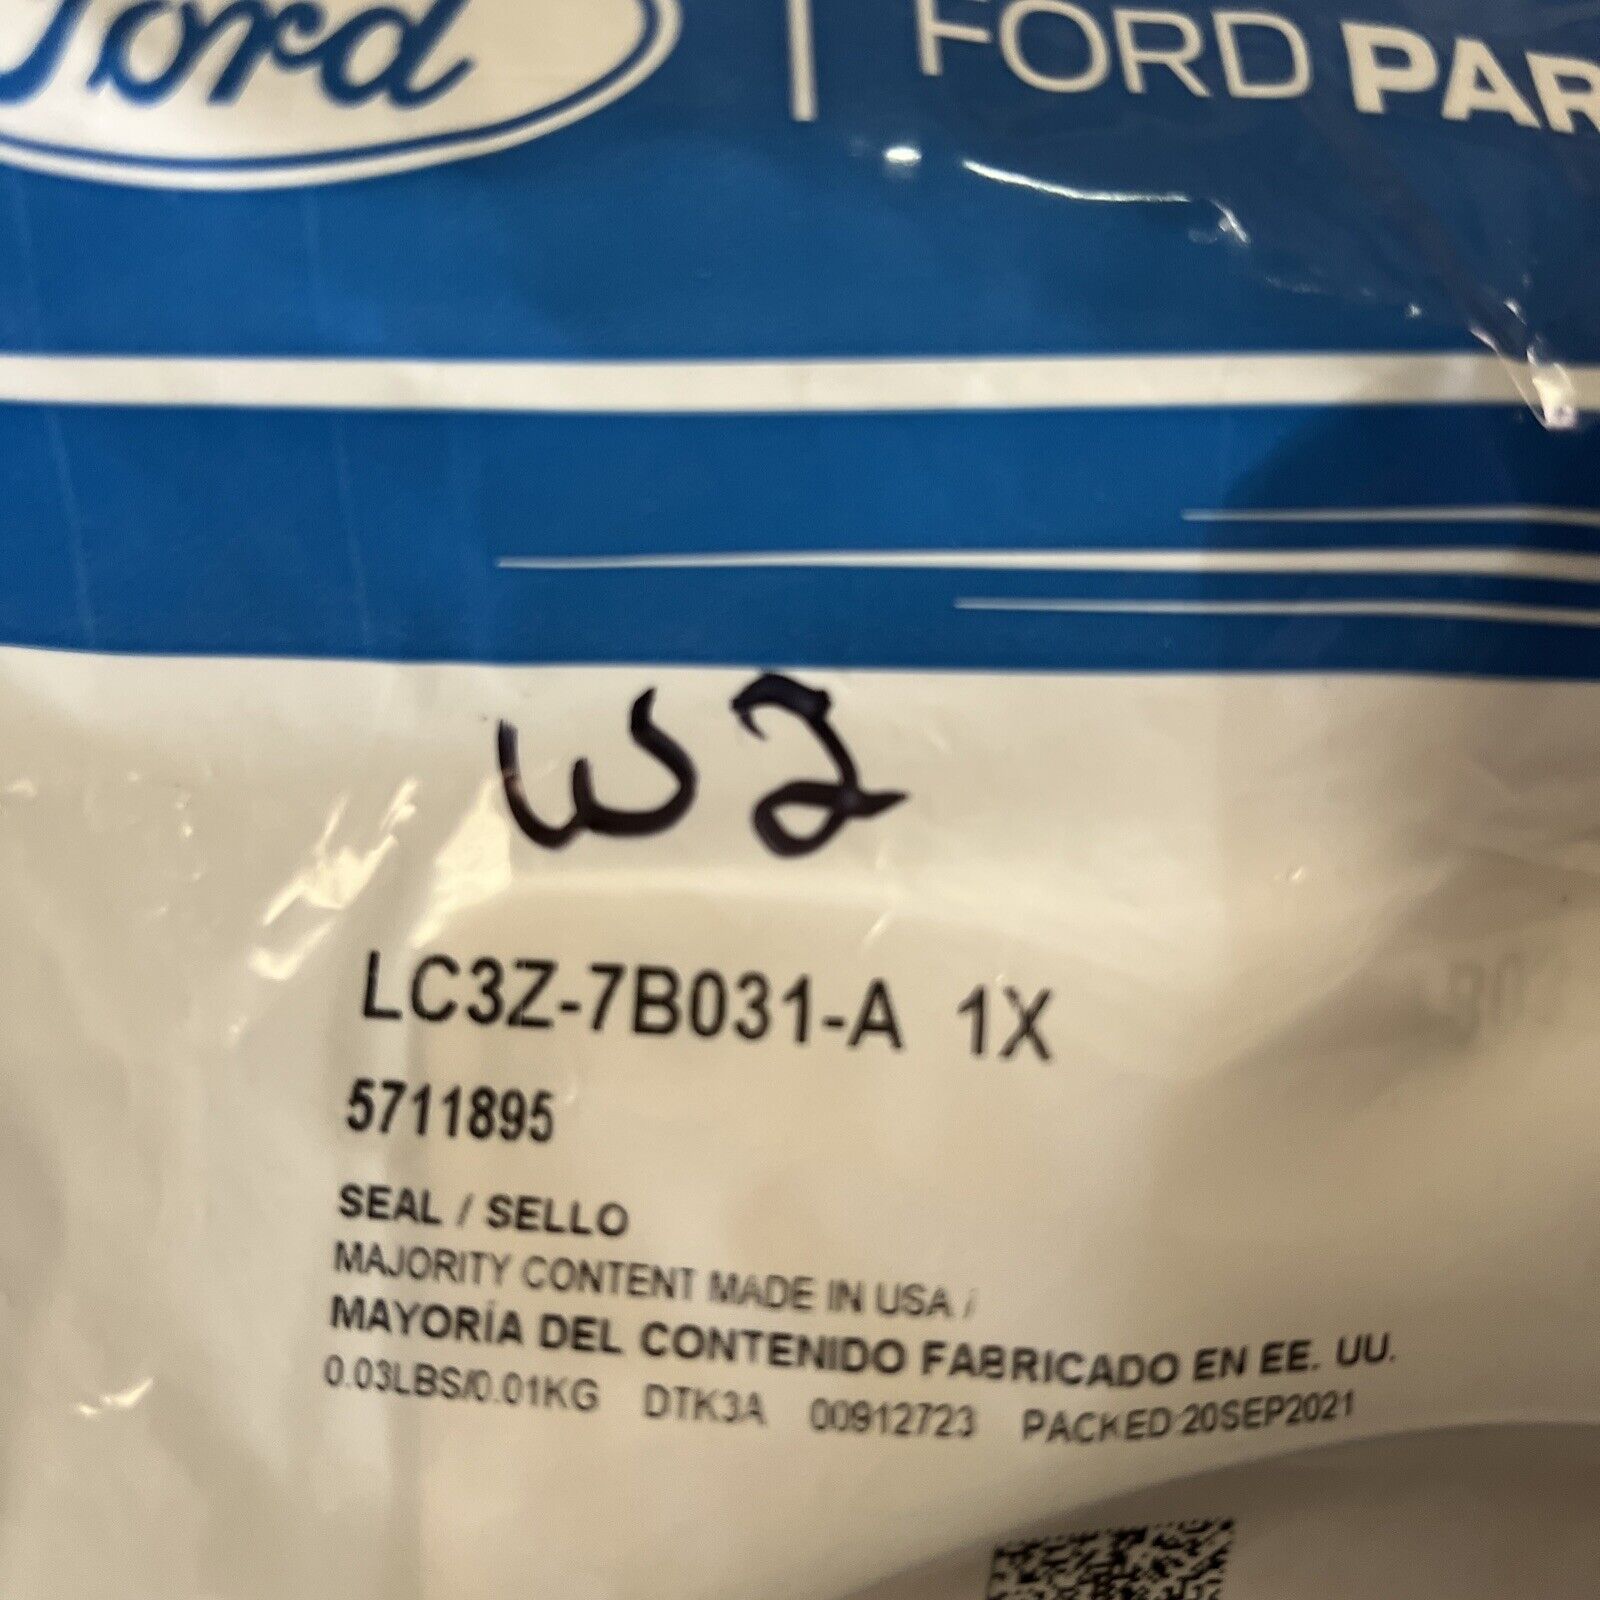 Ford
FORD PAR
W2
LC3Z-7B031-A 1X
5711895
SEAL / SELLO
MAJORITY CONTENT MADE IN USA /
MAYORÍA DEL CONTENIDO FABRICADO EN EE. UU.
0.03LBS/0.01KG DTK3A 00912723 PACKED:20SEP2021